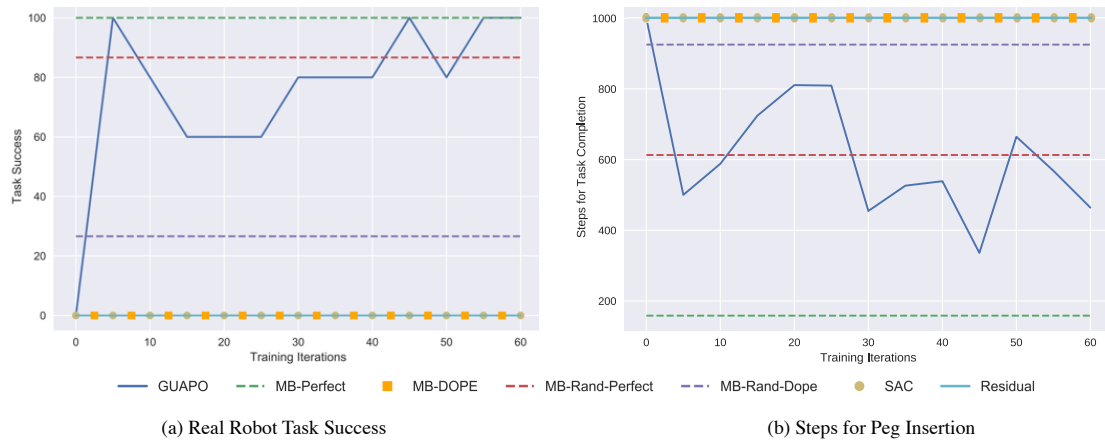 100
80
60
40
20
0
Task Success
0 10 20 30 40 50 60
Training Iterations
1000
800
600
400
200
Steps for Task Completion
0 10 20 30 40 50 60
Training Iterations
GUAPO MB-Perfect MB-DOPE MB-Rand-Perfect MB-Rand-Dope SAC Residual
(a) Real Robot Task Success
(b) Steps for Peg Insertion